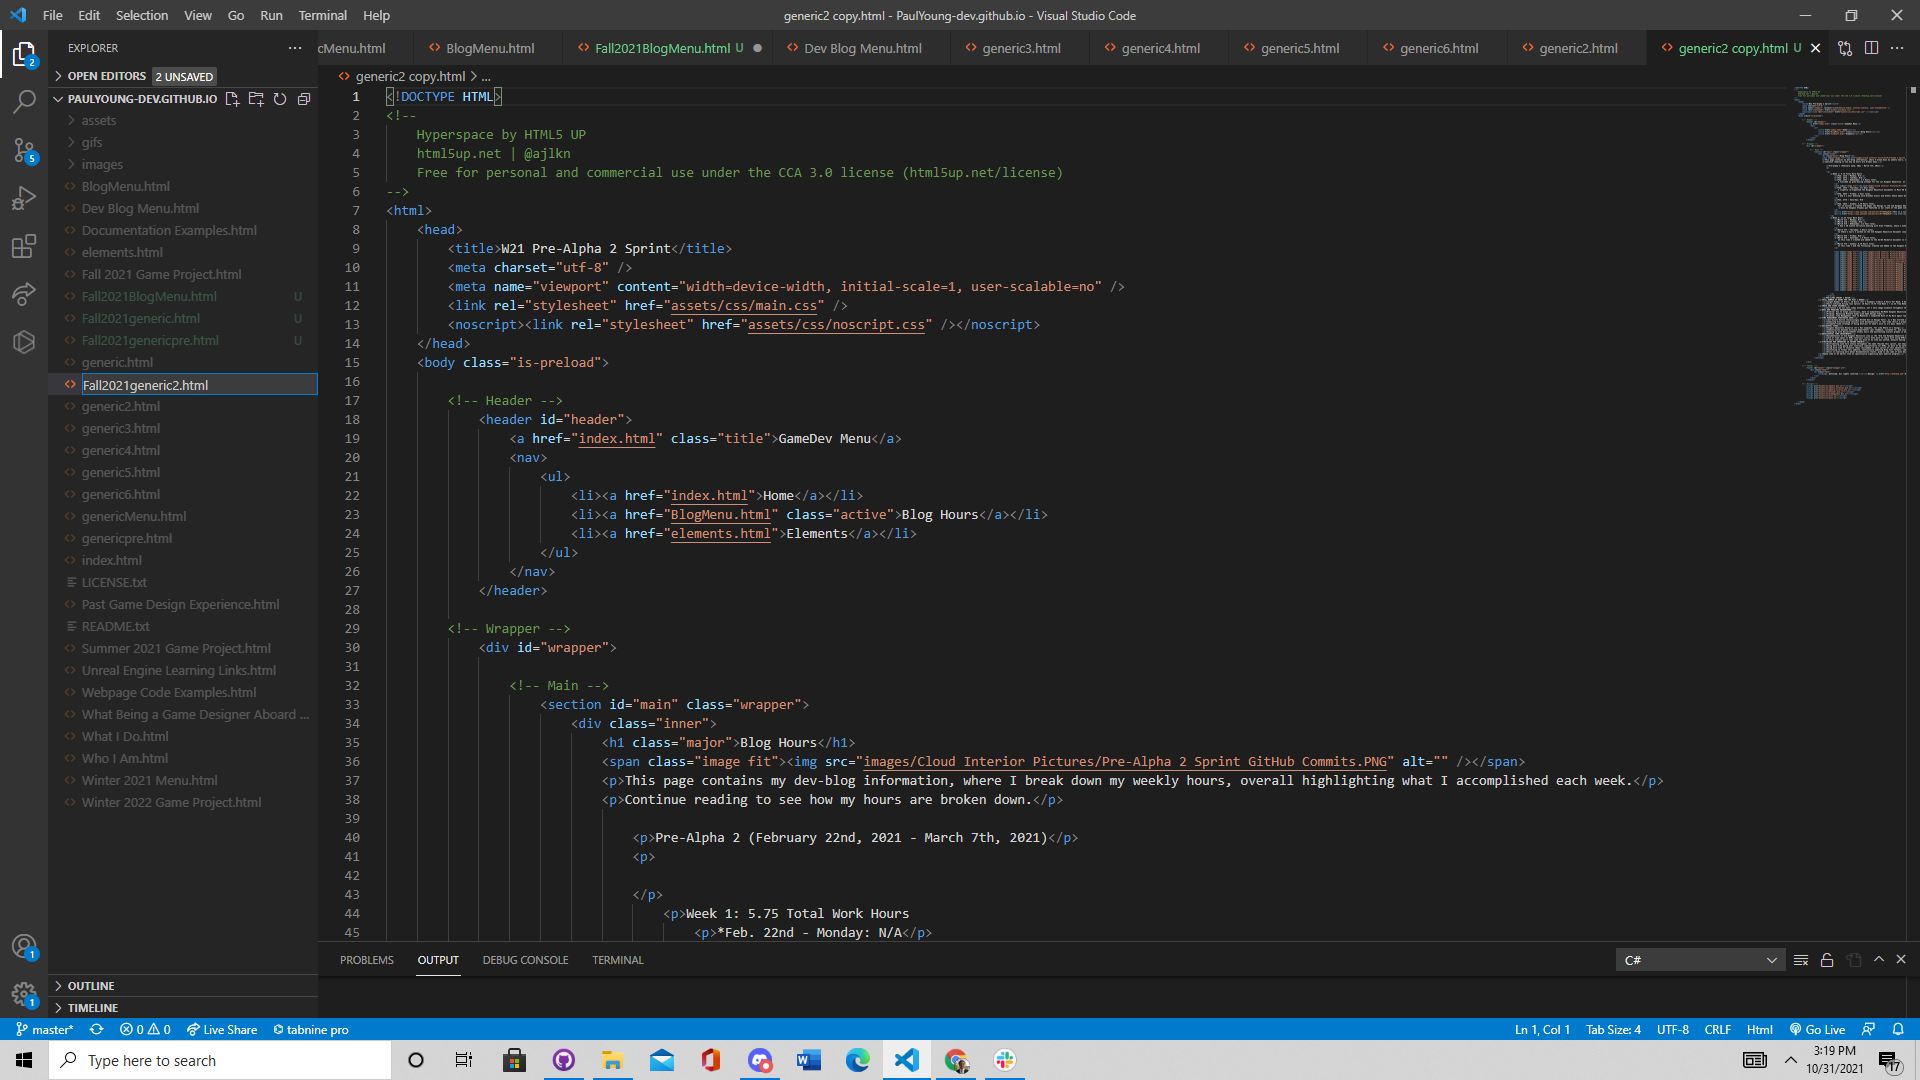 File Edit Selection View Go Run Terminal Help
generic2 copy.html - PaulYoung-dev.github.io - Visual Studio Code
EXPLORER
cMenu.html BlogMenu.html Fall2021BlogMenu.html U Dev Blog Menu.html generic3.html generic4.html generic5.html generic6.html generic2.html generic2 copy.html U
OPEN EDITORS 2 UNSAVED
PAULYOUNG-DEV.GITHUB.IO
assets
gifs
images
BlogMenu.html
Dev Blog Menu.html
Documentation Examples.html
elements.html
Fall 2021 Game Project.html
Fall2021BlogMenu.html U
Fall2021generic.html U
Fall2021genericpre.html U
generic.html
Fall2021generic2.html
generic2.html
generic3.html
generic4.html
generic5.html
generic6.html
genericMenu.html
genericpre.html
index.html
LICENSE.txt
Past Game Design Experience.html
README.txt
Summer 2021 Game Project.html
Unreal Engine Learning Links.html
Webpage Code Examples.html
What Being a Game Designer Aboard ...
What I Do.html
Who I Am.html
Winter 2021 Menu.html
Winter 2022 Game Project.html
OUTLINE
TIMELINE
generic2 copy.html > ...
1 <!DOCTYPE HTML>
2 <!--
3 Hyperspace by HTML5 UP
4 html5up.net | @ajlkn
5 Free for personal and commercial use under the CCA 3.0 license (html5up.net/license)
6 -->
7 <html>
8 <head>
9 <title>W21 Pre-Alpha 2 Sprint</title>
10 <meta charset="utf-8" />
11 <meta name="viewport" content="width=device-width, initial-scale=1, user-scalable=no" />
12 <link rel="stylesheet" href="assets/css/main.css" />
13 <noscript><link rel="stylesheet" href="assets/css/noscript.css" /></noscript>
14 </head>
15 <body class="is-preload">
16
17 <!-- Header -->
18 <header id="header">
19 <a href="index.html" class="title">GameDev Menu</a>
20 <nav>
21 <ul>
22 <li><a href="index.html">Home</a></li>
23 <li><a href="BlogMenu.html" class="active">Blog Hours</a></li>
24 <li><a href="elements.html">Elements</a></li>
25 </ul>
26 </nav>
27 </header>
28
29 <!-- Wrapper -->
30 <div id="wrapper">
31
32 <!-- Main -->
33 <section id="main" class="wrapper">
34 <div class="inner">
35 <h1 class="major">Blog Hours</h1>
36 <span class="image fit"><img src="images/Cloud Interior Pictures/Pre-Alpha 2 Sprint GitHub Commits.PNG" alt="" /></span>
37 <p>This page contains my dev-blog information, where I break down my weekly hours, overall highlighting what I accomplished each week.</p>
38 <p>Continue reading to see how my hours are broken down.</p>
39
40 <p>Pre-Alpha 2 (February 22nd, 2021 - March 7th, 2021)</p>
41 <p>
42
43 </p>
44 <p>Week 1: 5.75 Total Work Hours
45 <p>*Feb. 22nd - Monday: N/A</p>
PROBLEMS OUTPUT DEBUG CONSOLE TERMINAL
C#
master* 0 0 Live Share tabnine pro
Ln 1, Col 1 Tab Size: 4 UTF-8 CRLF Html Go Live
Type here to search
3:19 PM
10/31/2021
17